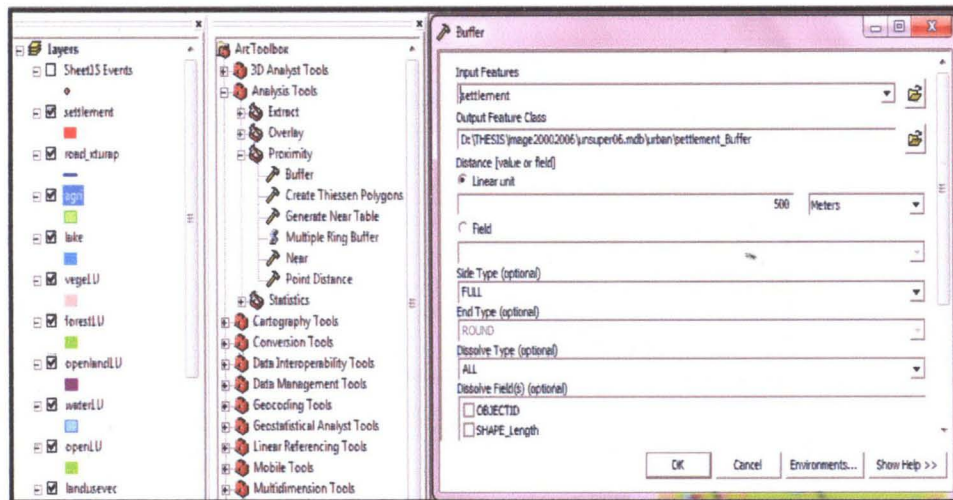 layers
Sheet15 Events
settlement
road_xturap
agri
lake
vegeLU
forestLU
openlandLU
waterLU
openLU
landusevec
ArcToolbox
3D Analyst Tools
Analysis Tools
Extract
Overlay
Proximity
Buffer
Create Thiessen Polygons
Generate Near Table
Multiple Ring Buffer
Near
Point Distance
Statistics
Cartography Tools
Conversion Tools
Data Interoperability Tools
Data Management Tools
Geocoding Tools
Geostatistical Analyst Tools
Linear Referencing Tools
Mobile Tools
Multidimension Tools
Buffer
Input Features
settlement
Output Feature Class
D:\THESIS\image20002006\unsuper06.mdb\urban\settlement_Buffer
Distance [value or field]
Linear unit
500 Meters
Field
Side Type (optional)
FULL
End Type (optional)
ROUND
Dissolve Type (optional)
ALL
Dissolve Field(s) (optional)
OBJECTID
SHAPE_Length
OK Cancel Environments... Show Help >>